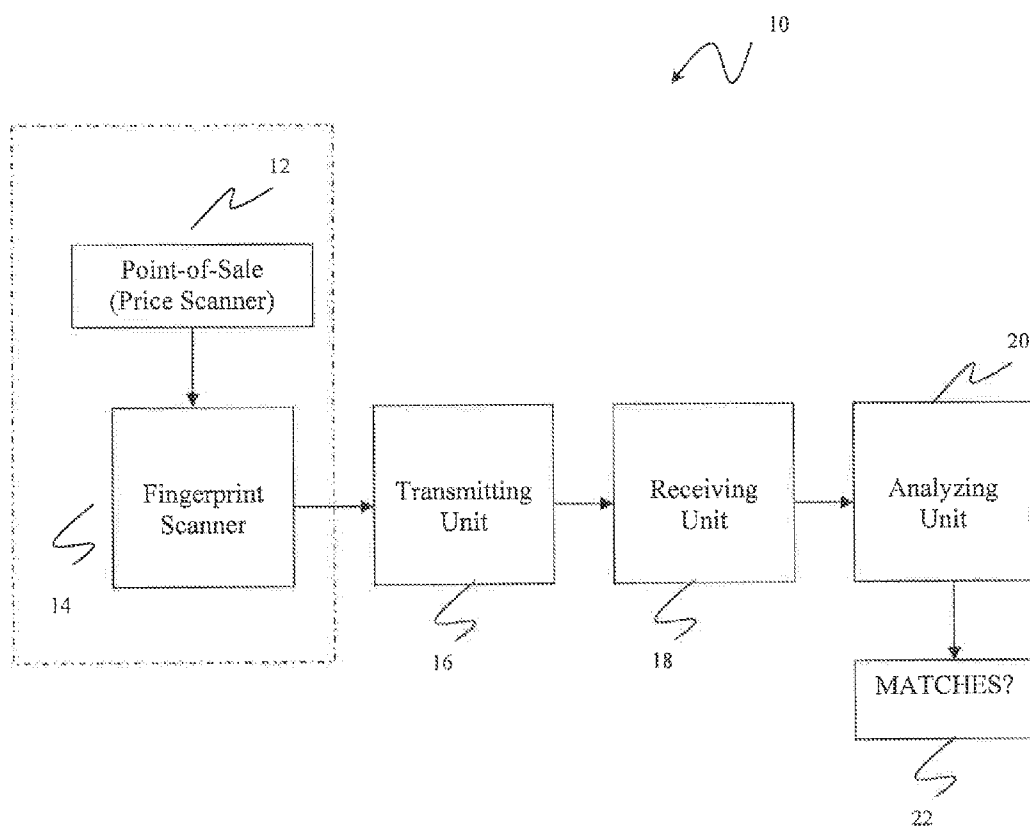 10
12
Point-of-Sale
(Price Scanner)
20
Fingerprint
Scanner
Transmitting
Unit
Receiving
Unit
Analyzing
Unit
14
16
18
MATCHES?
22